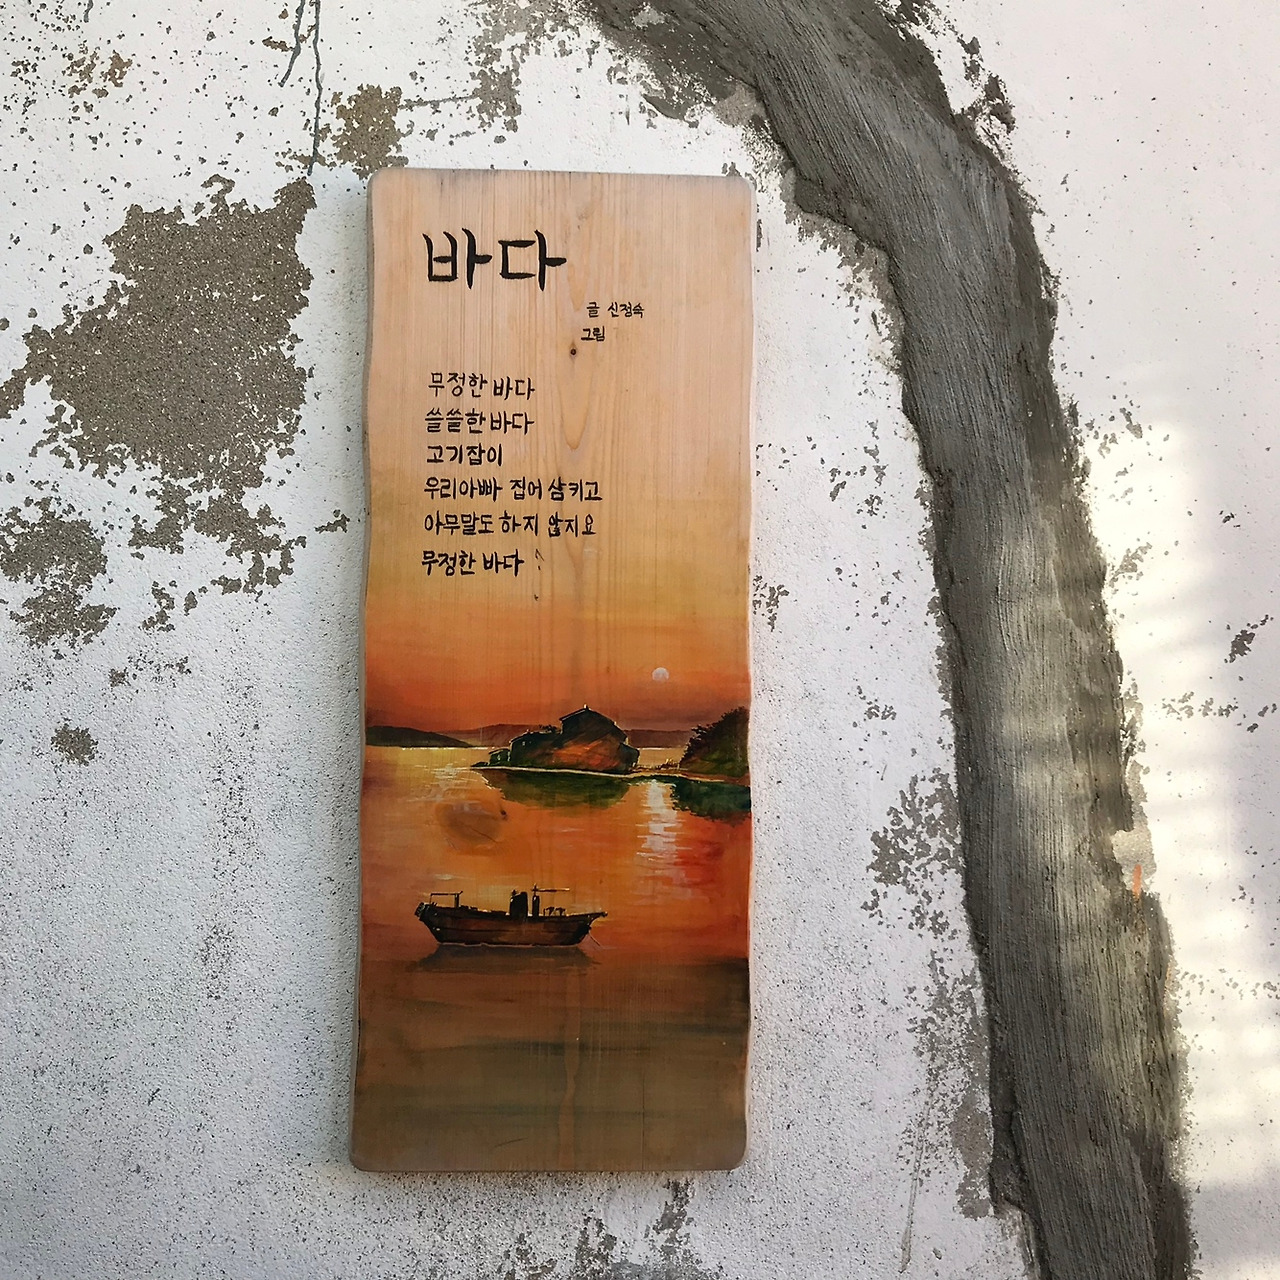 바다
글 신정숙
그림
무정한 바다
쓸쓸한 바다
고기잡이
우리아빠 집어 삼키고
아무말도 하지 않지요
무정한 바다